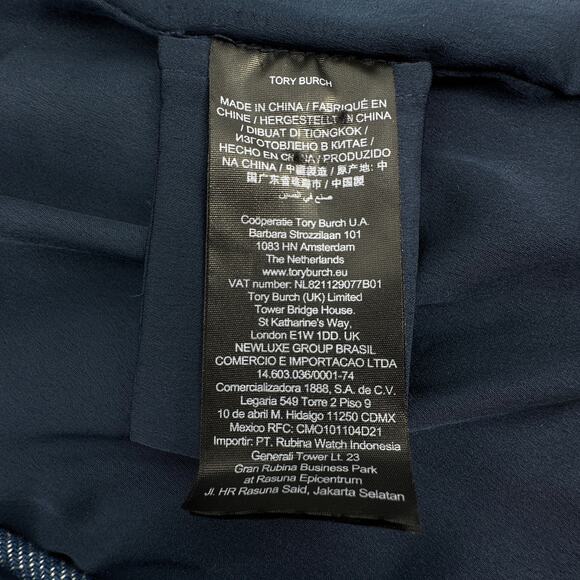 TORY BURCH
MADE IN CHINA / FABRIQUÉ EN
CHINE / HERGESTELLT IN CHINA
/ DIBUAT DI TIONGKOK /
ИЗГОТОВЛЕНО В КИТАЕ /
HECHO EN CHINA / PRODUZIDO
NA CHINA / 中國製造 / 原产地: 中
国广东省珠海市 / 中国製
صنع في الصين
Coöperatie Tory Burch U.A.
Barbara Strozzilaan 101
1083 HN Amsterdam
The Netherlands
www.toryburch.eu
VAT number: NL821129077B01
Tory Burch (UK) Limited
Tower Bridge House.
St Katharine's Way,
London E1W 1DD. UK
NEWLUXE GROUP BRASIL
COMERCIO E IMPORTACAO LTDA
14.603.036/0001-74
Comercializadora 1888, S.A. de C.V.
Legaria 549 Torre 2 Piso 9
10 de abril M. Hidalgo 11250 CDMX
Mexico RFC: CMO101104D21
Importir: PT. Rubina Watch Indonesia
Generali Tower Lt. 23
Gran Rubina Business Park
at Rasuna Epicentrum
Jl. HR Rasuna Said, Jakarta Selatan